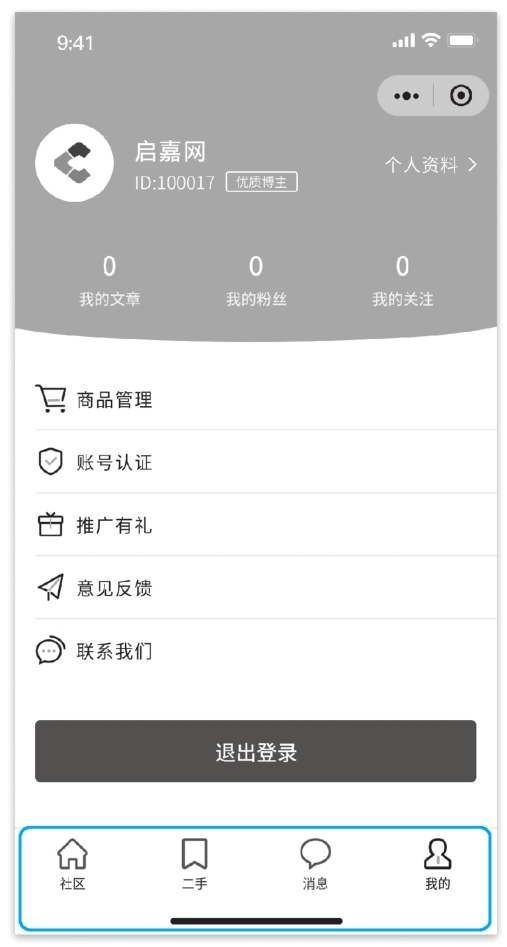 9:41
启嘉网
ID:100017 优质博主
个人资料
0 0 0
我的文章 我的粉丝 我的关注
商品管理
账号认证
推广有礼
意见反馈
联系我们
退出登录
社区 二手 消息 我的